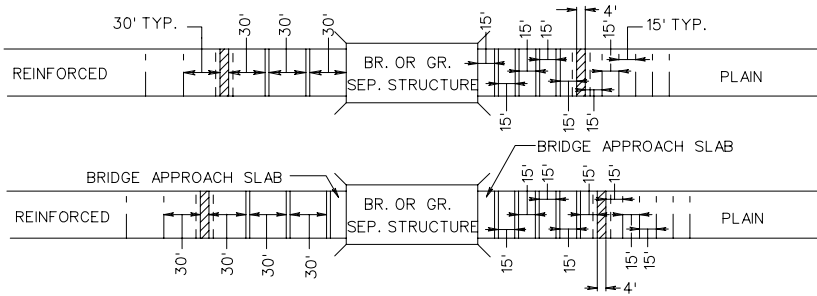 30' TYP.
30'
30'
30'
BR. OR GR.
SEP. STRUCTURE
15'
15'
15'
4'
15'
15' TYP.
REINFORCED
PLAIN
15'
15'
15'
BRIDGE APPROACH SLAB
BRIDGE APPROACH SLAB
15'
15'
15'
15'
REINFORCED
BR. OR GR.
SEP. STRUCTURE
PLAIN
30'
30'
30'
30'
15'
15'
15'
15'
4'